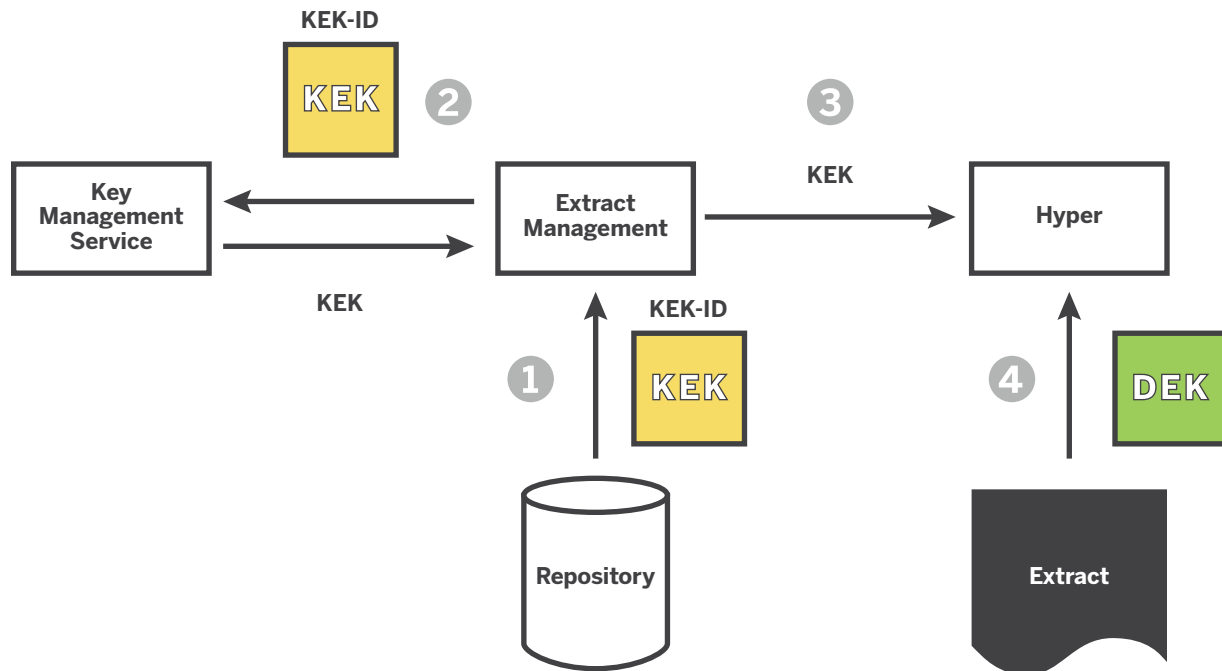 KEK-ID
KEK
2
3
Key
Management
Service
Extract
Management
KEK
Hyper
KEK
KEK-ID
1
KEK
4
DEK
Repository
Extract